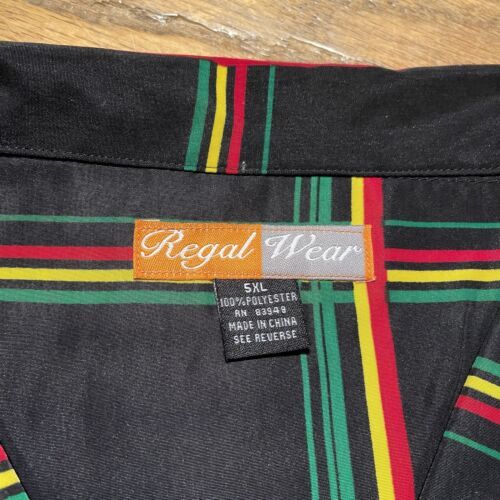 Regal Wear
5XL
100% POLYESTER
RN 83949
MADE IN CHINA
SEE REVERSE